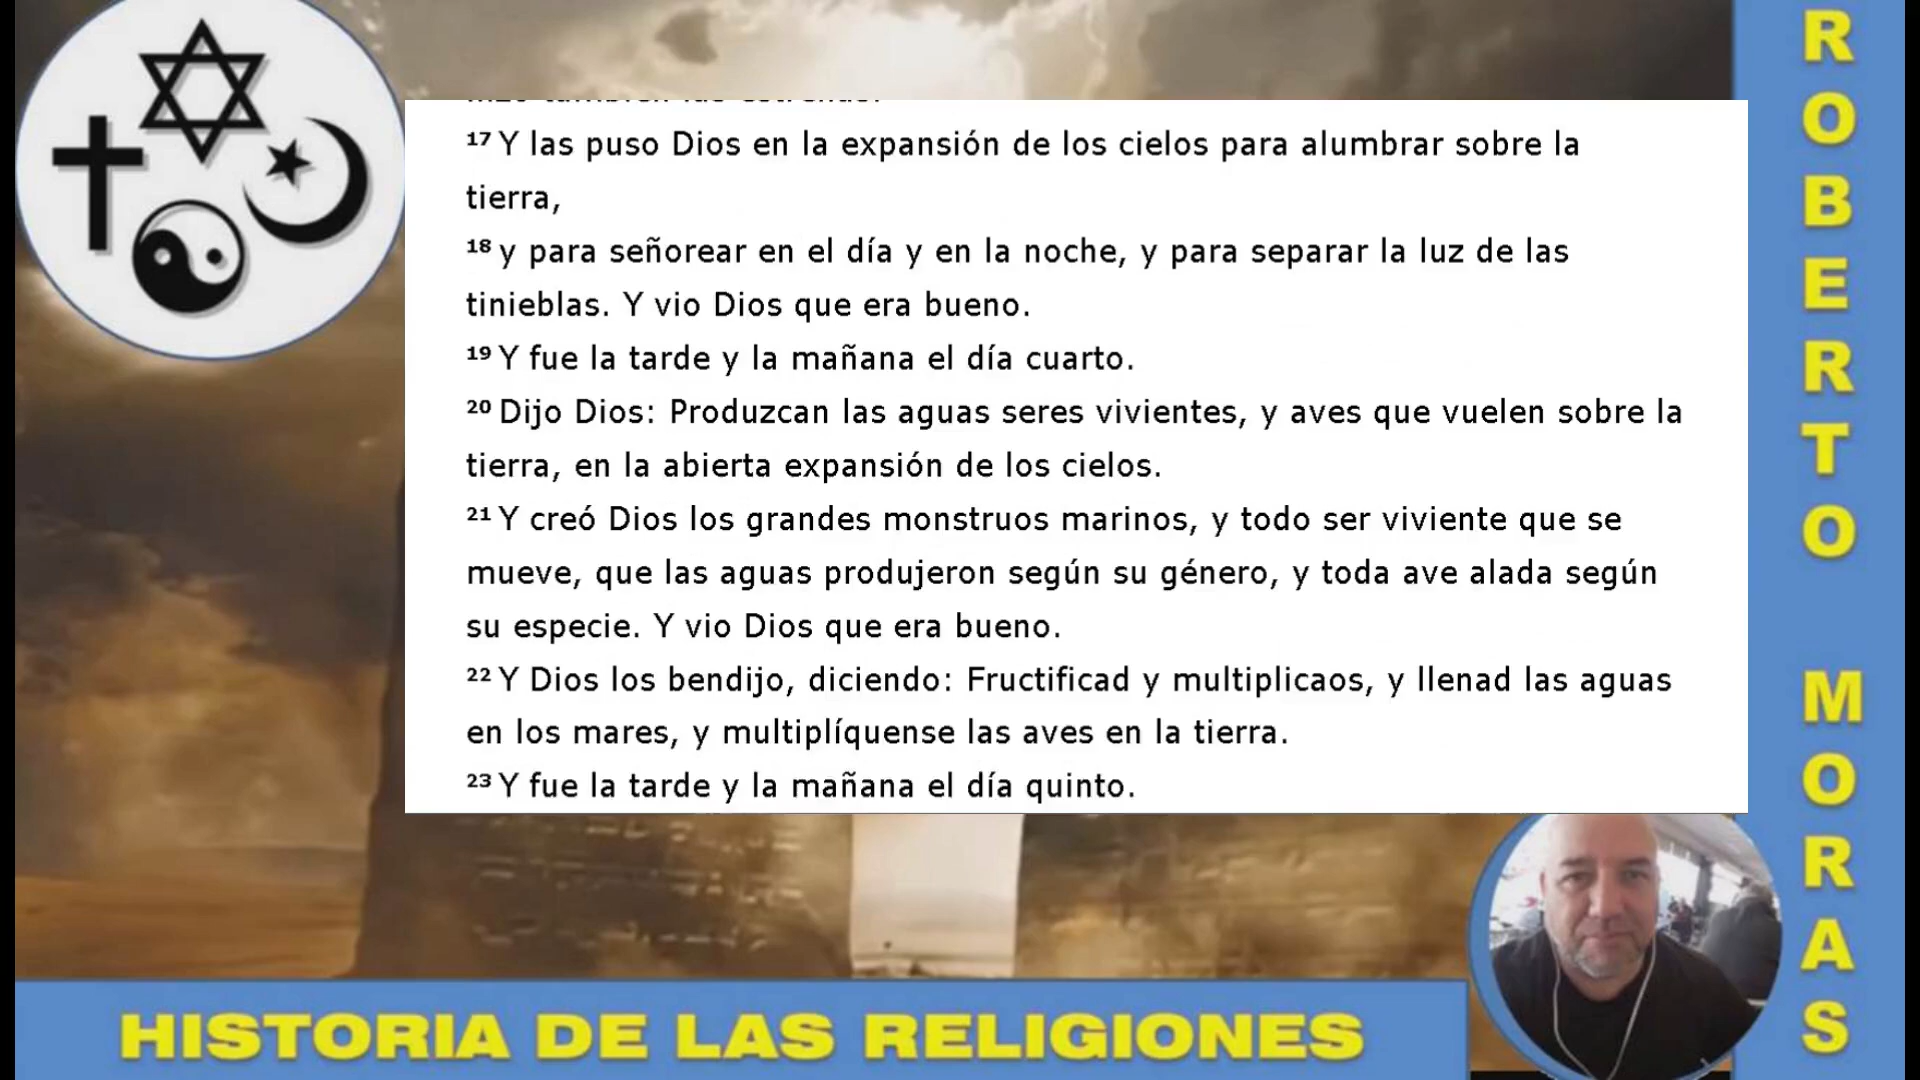 17 Y las puso Dios en la expansión de los cielos para alumbrar sobre la
tierra,
18 y para señorear en el día y en la noche, y para separar la luz de las
tinieblas. Y vio Dios que era bueno.
19 Y fue la tarde y la mañana el día cuarto.
20 Dijo Dios: Produzcan las aguas seres vivientes, y aves que vuelen sobre la
tierra, en la abierta expansión de los cielos.
21 Y creó Dios los grandes monstruos marinos, y todo ser viviente que se
mueve, que las aguas produjeron según su género, y toda ave alada según
su especie. Y vio Dios que era bueno.
22 Y Dios los bendijo, diciendo: Fructificad y multiplicaos, y llenad las aguas
en los mares, y multiplíquense las aves en la tierra.
23 Y fue la tarde y la mañana el día quinto.
ROBERTO MORAS
HISTORIA DE LAS RELIGIONES